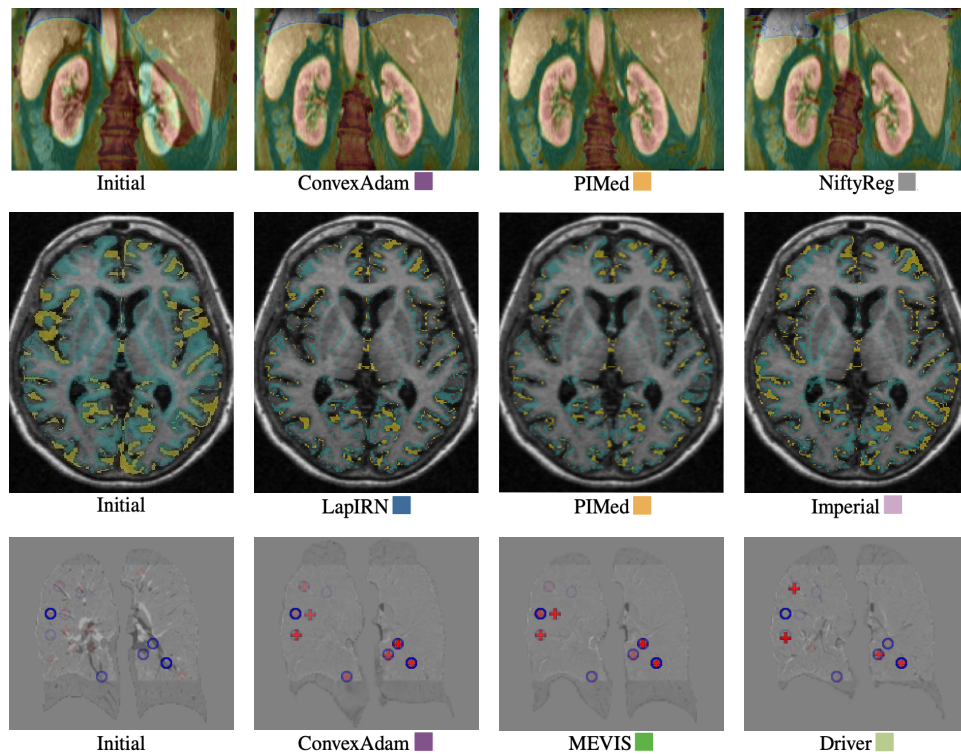 Initial
ConvexAdam
PIMed
NiftyReg
Initial
LapIRN
PIMed
Imperial
Initial
ConvexAdam
MEVIS
Driver